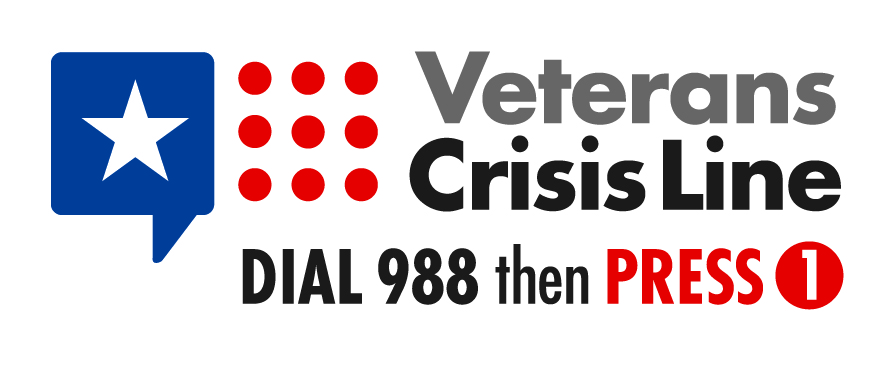 Veterans
Crisis Line
DIAL 988 then PRESS 1